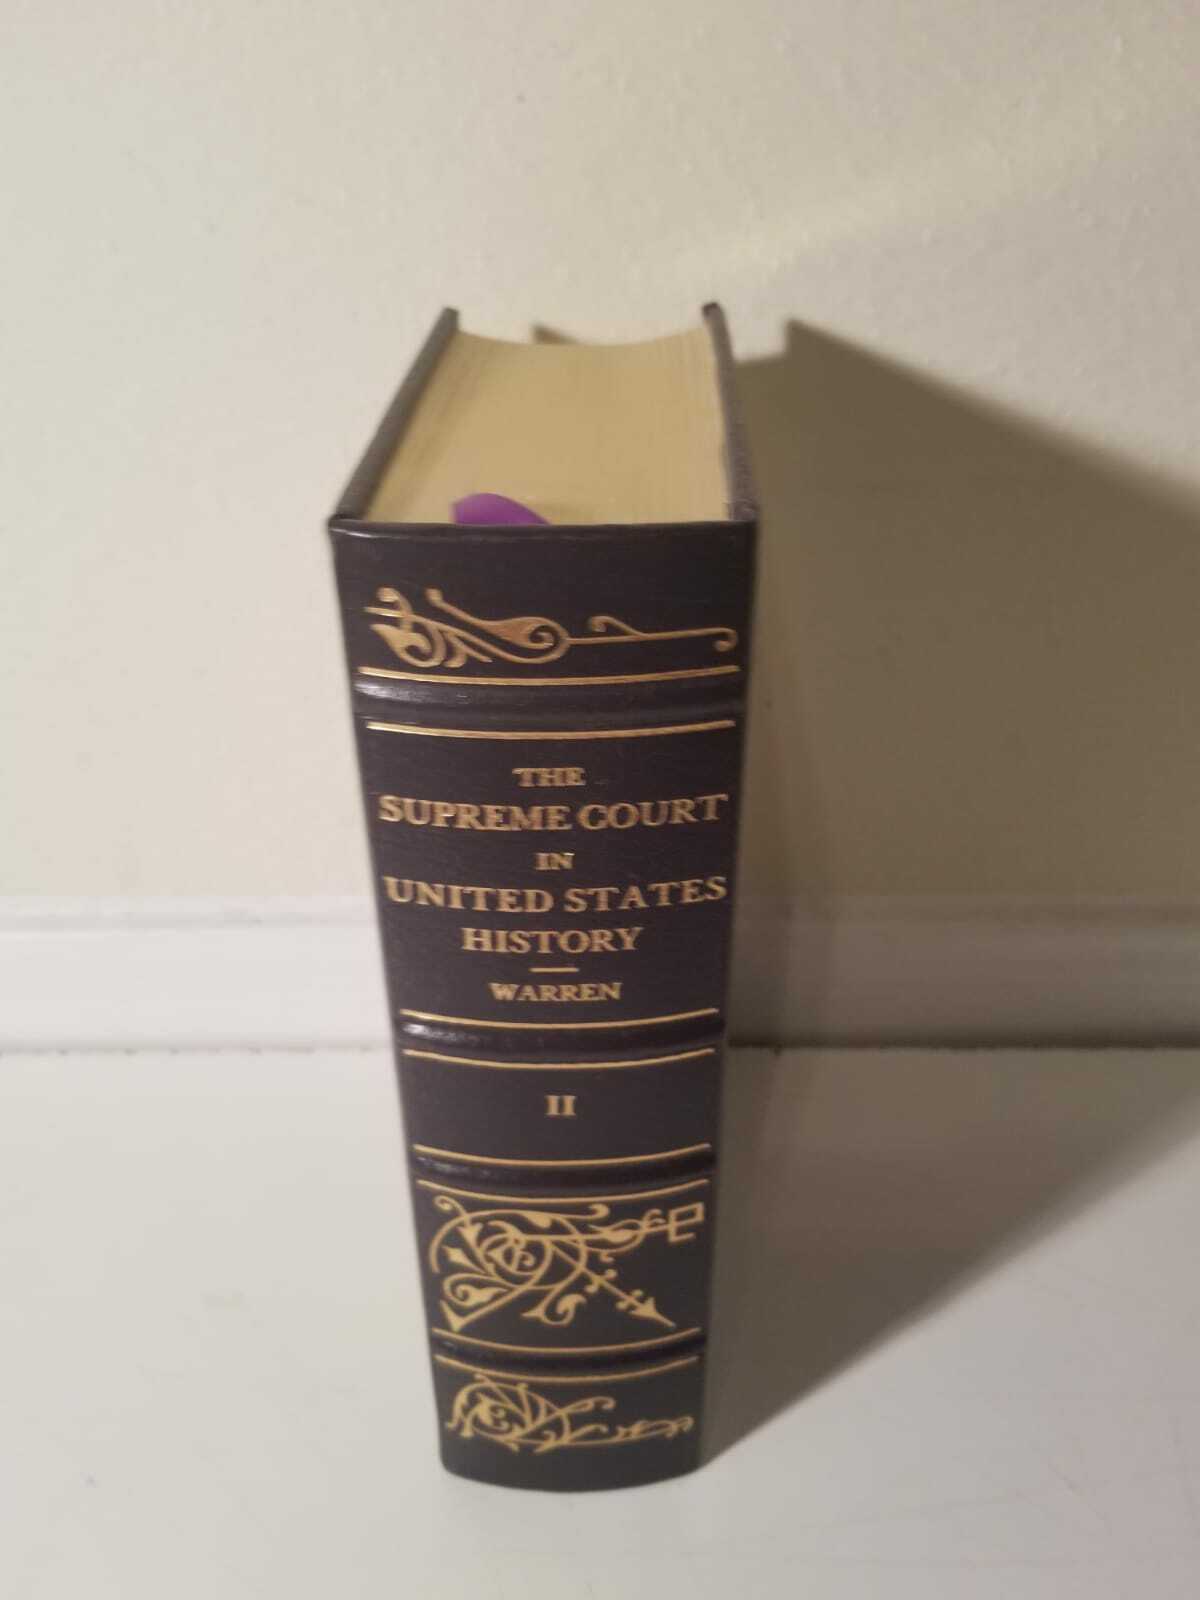 THE
SUPREME COURT
IN
UNITED STATES
HISTORY
WARREN
II